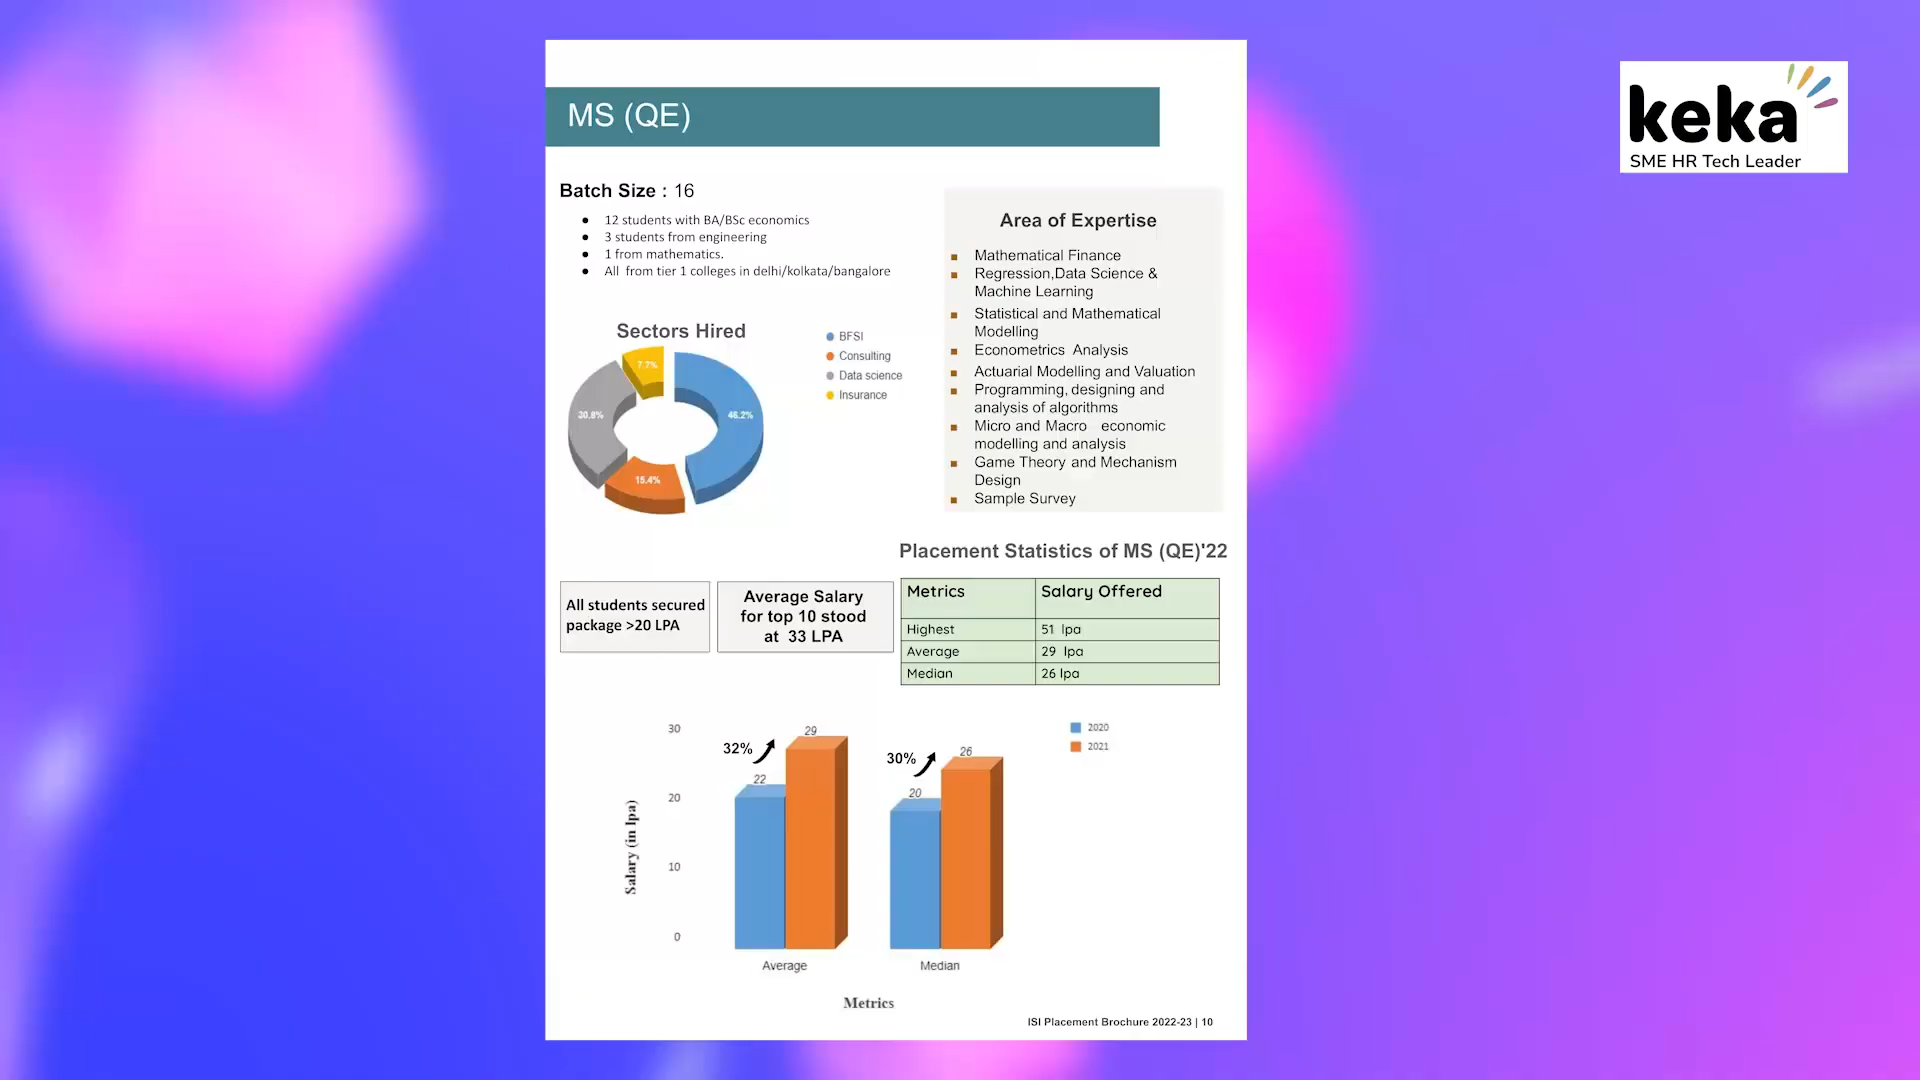 MS (QE)
keka
SME HR Tech Leader
Batch Size : 16
● 12 students with BA/BSc economics
● 3 students from engineering
● 1 from mathematics.
● All from tier 1 colleges in delhi/kolkata/bangalore
Area of Expertise
■ Mathematical Finance
■ Regression,Data Science &
Machine Learning
■ Statistical and Mathematical
Modelling
■ Econometrics Analysis
■ Actuarial Modelling and Valuation
■ Programming, designing and
analysis of algorithms
■ Micro and Macro economic
modelling and analysis
■ Game Theory and Mechanism
Design
■ Sample Survey
Sectors Hired
BFSI
Consulting
Data science
Insurance
7.7%
30.8%
46.2%
15.4%
All students secured
package >20 LPA
Average Salary
for top 10 stood
at 33 LPA
Placement Statistics of MS (QE)'22
Metrics Salary Offered
Highest 51 lpa
Average 29 lpa
Median 26 lpa
2020
2021
30
20
10
0
Salary (in lpa)
32%
22
29
30%
20
26
Average
Median
Metrics
ISI Placement Brochure 2022-23 | 10